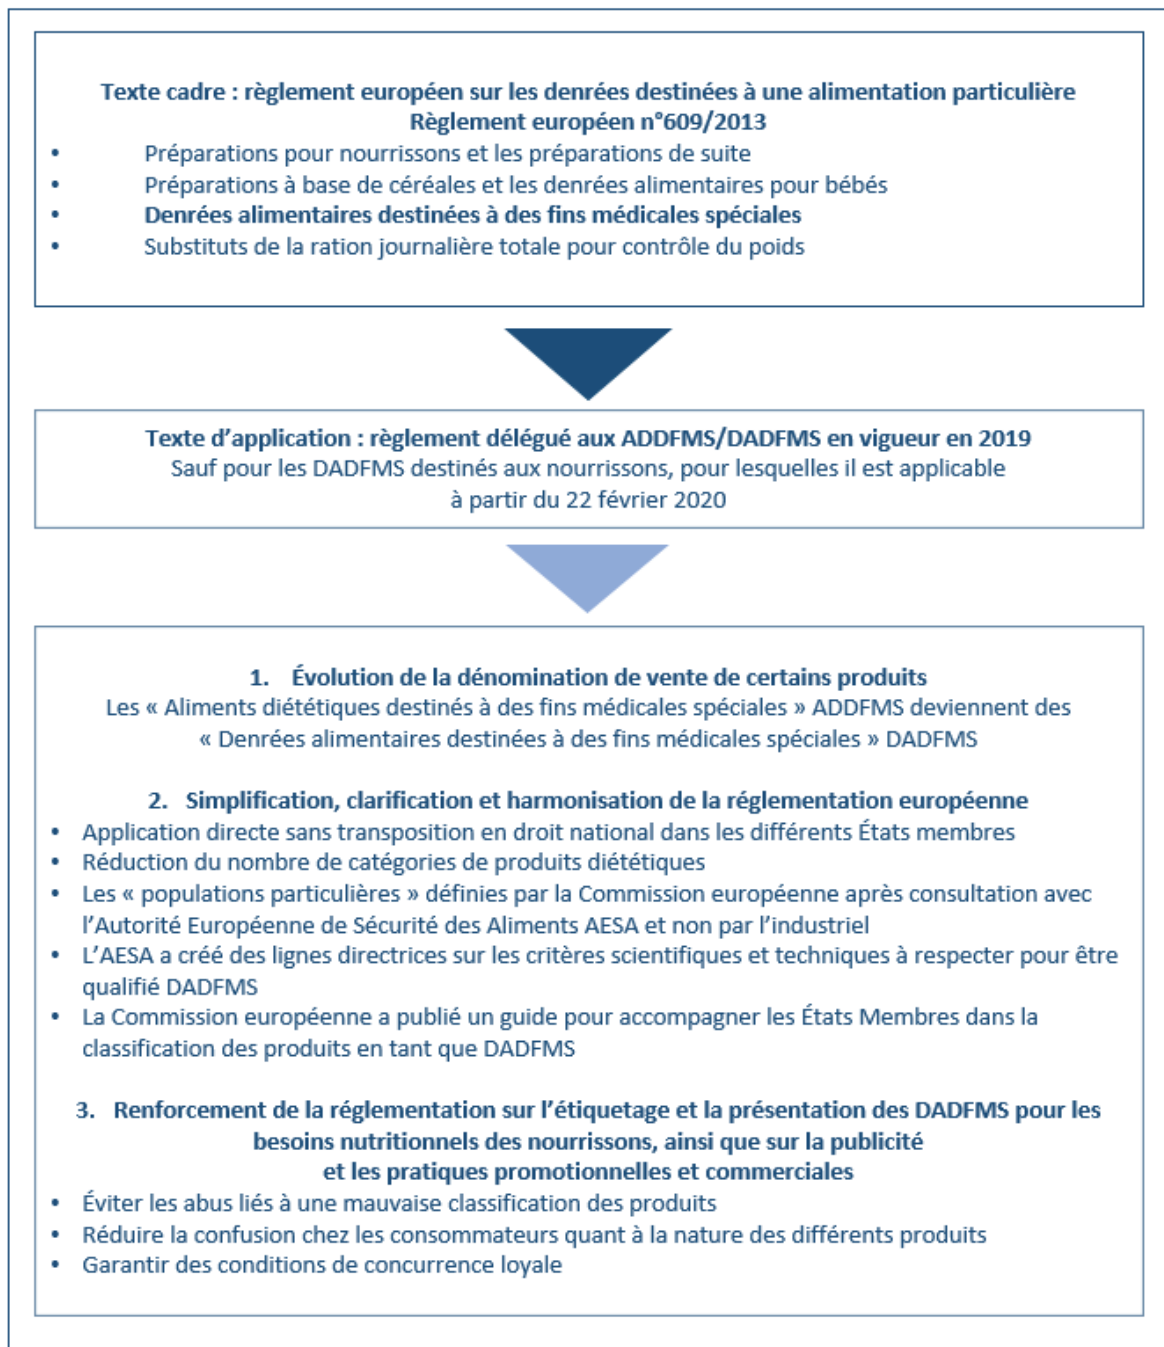 Texte cadre : règlement européen sur les denrées destinées à une alimentation particulière
Règlement européen n°609/2013
• Préparations pour nourrissons et les préparations de suite
• Préparations à base de céréales et les denrées alimentaires pour bébés
• Denrées alimentaires destinées à des fins médicales spéciales
• Substituts de la ration journalière totale pour contrôle du poids
Texte d’application : règlement délégué aux ADDFMS/DADFMS en vigueur en 2019
Sauf pour les DADFMS destinés aux nourrissons, pour lesquelles il est applicable
à partir du 22 février 2020
1. Évolution de la dénomination de vente de certains produits
Les « Aliments diététiques destinés à des fins médicales spéciales » ADDFMS deviennent des
« Denrées alimentaires destinées à des fins médicales spéciales » DADFMS
2. Simplification, clarification et harmonisation de la réglementation européenne
• Application directe sans transposition en droit national dans les différents États membres
• Réduction du nombre de catégories de produits diététiques
• Les « populations particulières » définies par la Commission européenne après consultation avec
l’Autorité Européenne de Sécurité des Aliments AESA et non par l’industriel
• L’AESA a créé des lignes directrices sur les critères scientifiques et techniques à respecter pour être
qualifié DADFMS
• La Commission européenne a publié un guide pour accompagner les États Membres dans la
classification des produits en tant que DADFMS
3. Renforcement de la réglementation sur l’étiquetage et la présentation des DADFMS pour les
besoins nutritionnels des nourrissons, ainsi que sur la publicité
et les pratiques promotionnelles et commerciales
• Éviter les abus liés à une mauvaise classification des produits
• Réduire la confusion chez les consommateurs quant à la nature des différents produits
• Garantir des conditions de concurrence loyale